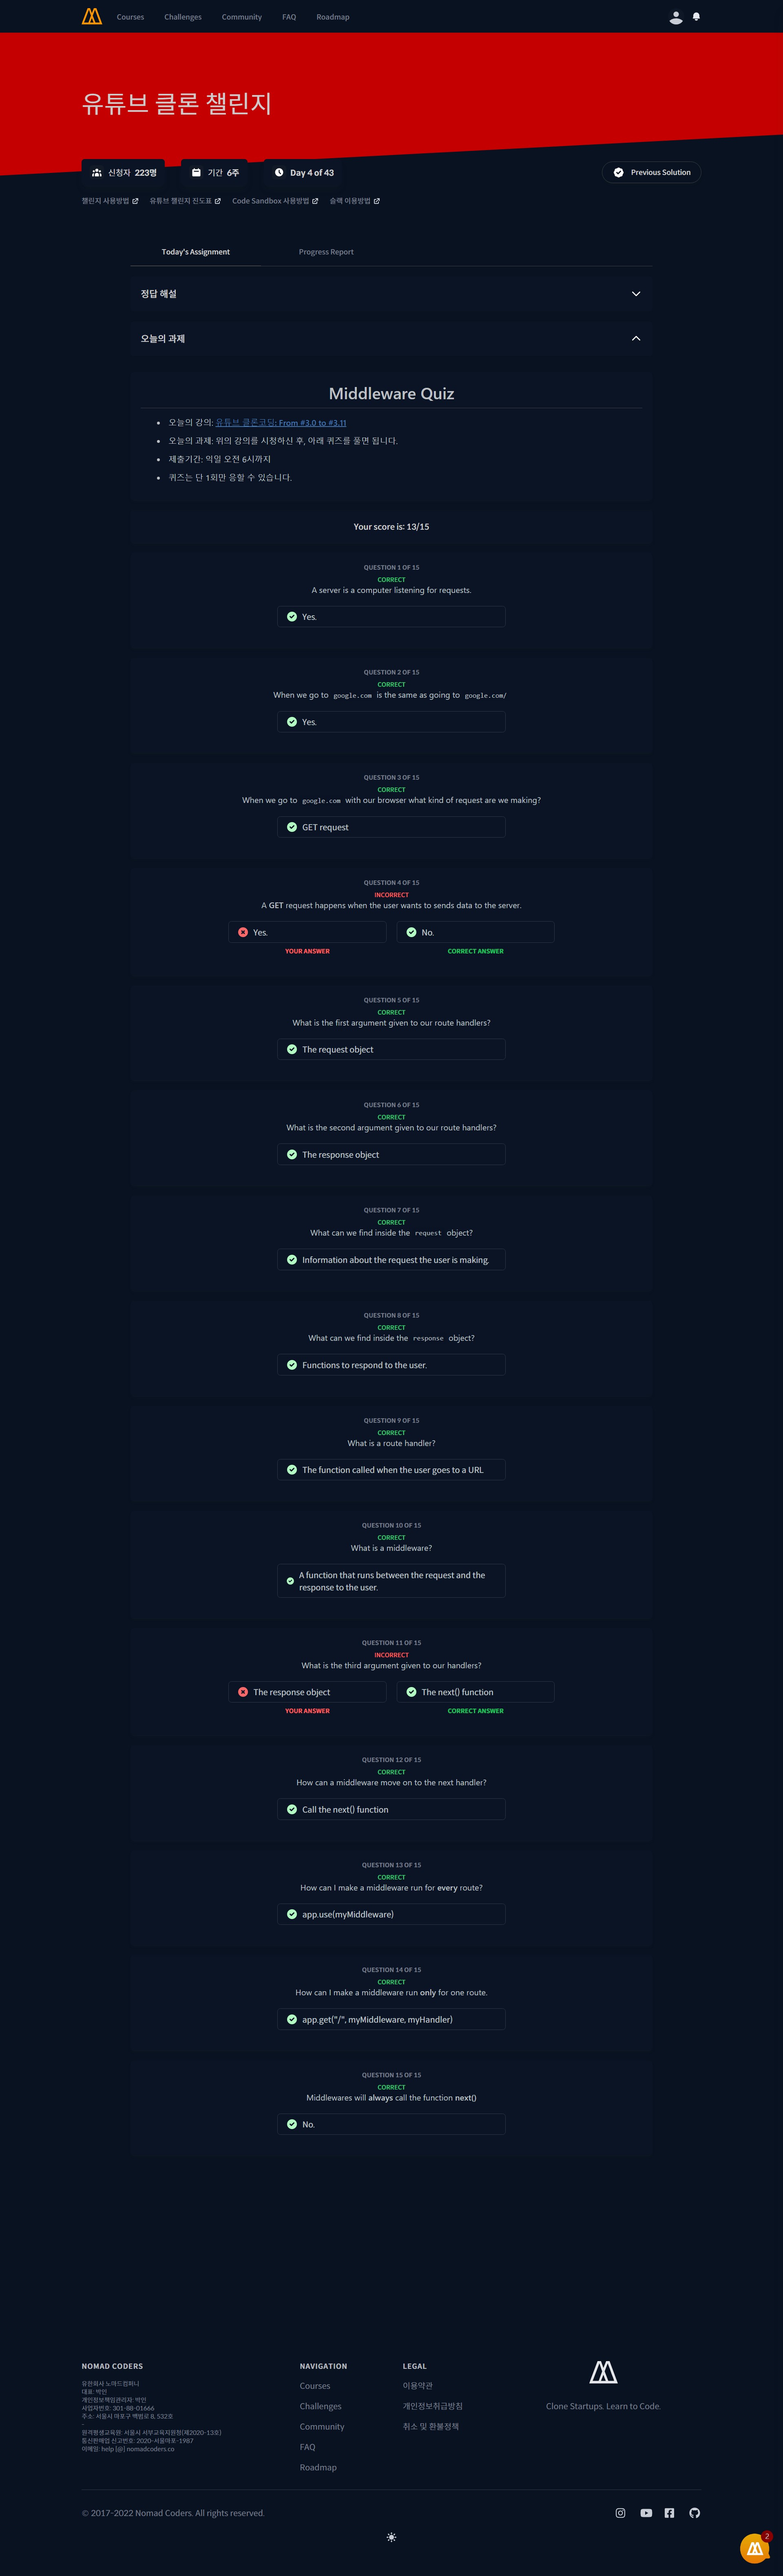 Courses Challenges Community FAQ Roadmap
유튜브 클론 챌린지
신청자 223명 기간 6주 Day 4 of 43 Previous Solution
챌린지 사용방법 유튜브 챌린지 진도표 Code Sandbox 사용방법 슬랙 이용방법
Today's Assignment Progress Report
정답 해설
오늘의 과제
Middleware Quiz
오늘의 강의: 유튜브 클론코딩: From #3.0 to #3.11
오늘의 과제: 위의 강의를 시청하신 후, 아래 퀴즈를 풀면 됩니다.
제출기간: 익일 오전 6시까지
퀴즈는 단 1회만 응할 수 있습니다.
Your score is: 13/15
QUESTION 1 OF 15
CORRECT
A server is a computer listening for requests.
Yes.
QUESTION 2 OF 15
CORRECT
When we go to google.com is the same as going to google.com/
Yes.
QUESTION 3 OF 15
CORRECT
When we go to google.com with our browser what kind of request are we making?
GET request
QUESTION 4 OF 15
INCORRECT
A GET request happens when the user wants to sends data to the server.
Yes. No.
YOUR ANSWER CORRECT ANSWER
QUESTION 5 OF 15
CORRECT
What is the first argument given to our route handlers?
The request object
QUESTION 6 OF 15
CORRECT
What is the second argument given to our route handlers?
The response object
QUESTION 7 OF 15
CORRECT
What can we find inside the request object?
Information about the request the user is making.
QUESTION 8 OF 15
CORRECT
What can we find inside the response object?
Functions to respond to the user.
QUESTION 9 OF 15
CORRECT
What is a route handler?
The function called when the user goes to a URL
QUESTION 10 OF 15
CORRECT
What is a middleware?
A function that runs between the request and the
response to the user.
QUESTION 11 OF 15
INCORRECT
What is the third argument given to our handlers?
The response object The next() function
YOUR ANSWER CORRECT ANSWER
QUESTION 12 OF 15
CORRECT
How can a middleware move on to the next handler?
Call the next() function
QUESTION 13 OF 15
CORRECT
How can I make a middleware run for every route?
app.use(myMiddleware)
QUESTION 14 OF 15
CORRECT
How can I make a middleware run only for one route.
app.get("/", myMiddleware, myHandler)
QUESTION 15 OF 15
CORRECT
Middlewares will always call the function next()
No.
NOMAD CODERS
유한회사 노마드컴퍼니
대표: 박인
개인정보책임관리자: 박인
사업자번호: 301-88-01666
주소: 서울시 마포구 백범로 8, 532호
-
원격평생교육원: 서울시 서부교육지원청(제2020-13호)
통신판매업 신고번호: 2020-서울마포-1987
이메일: help [@] nomadcoders.co
NAVIGATION
Courses
Challenges
Community
FAQ
Roadmap
LEGAL
이용약관
개인정보취급방침
취소 및 환불정책
Clone Startups. Learn to Code.
© 2017-2022 Nomad Coders. All rights reserved.
2